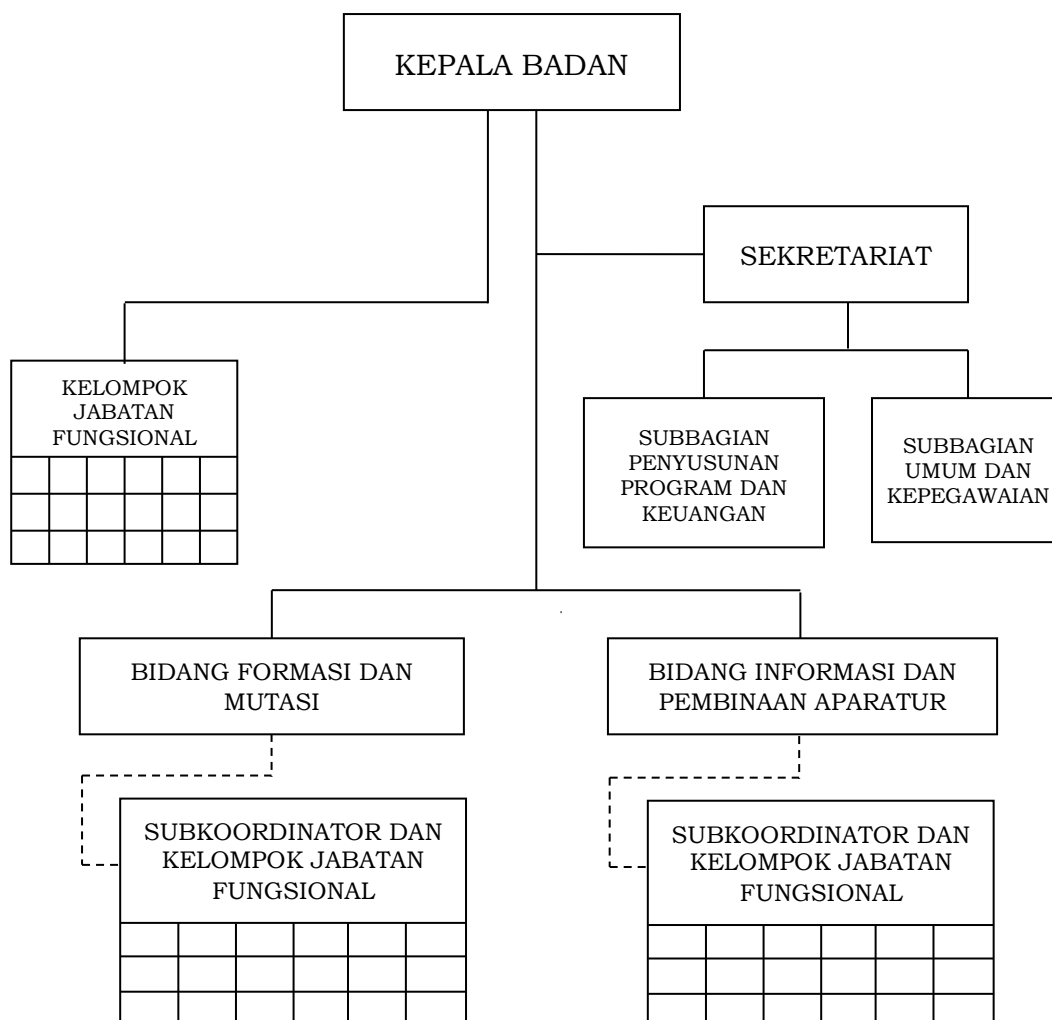 KEPALA BADAN
SEKRETARIAT
KELOMPOK
JABATAN
FUNGSIONAL
SUBBAGIAN
PENYUSUNAN
PROGRAM DAN
KEUANGAN
SUBBAGIAN
UMUM DAN
KEPEGAWAIAN
BIDANG FORMASI DAN
MUTASI
BIDANG INFORMASI DAN
PEMBINAAN APARATUR
SUBKOORDINATOR DAN
KELOMPOK JABATAN
FUNGSIONAL
SUBKOORDINATOR DAN
KELOMPOK JABATAN
FUNGSIONAL